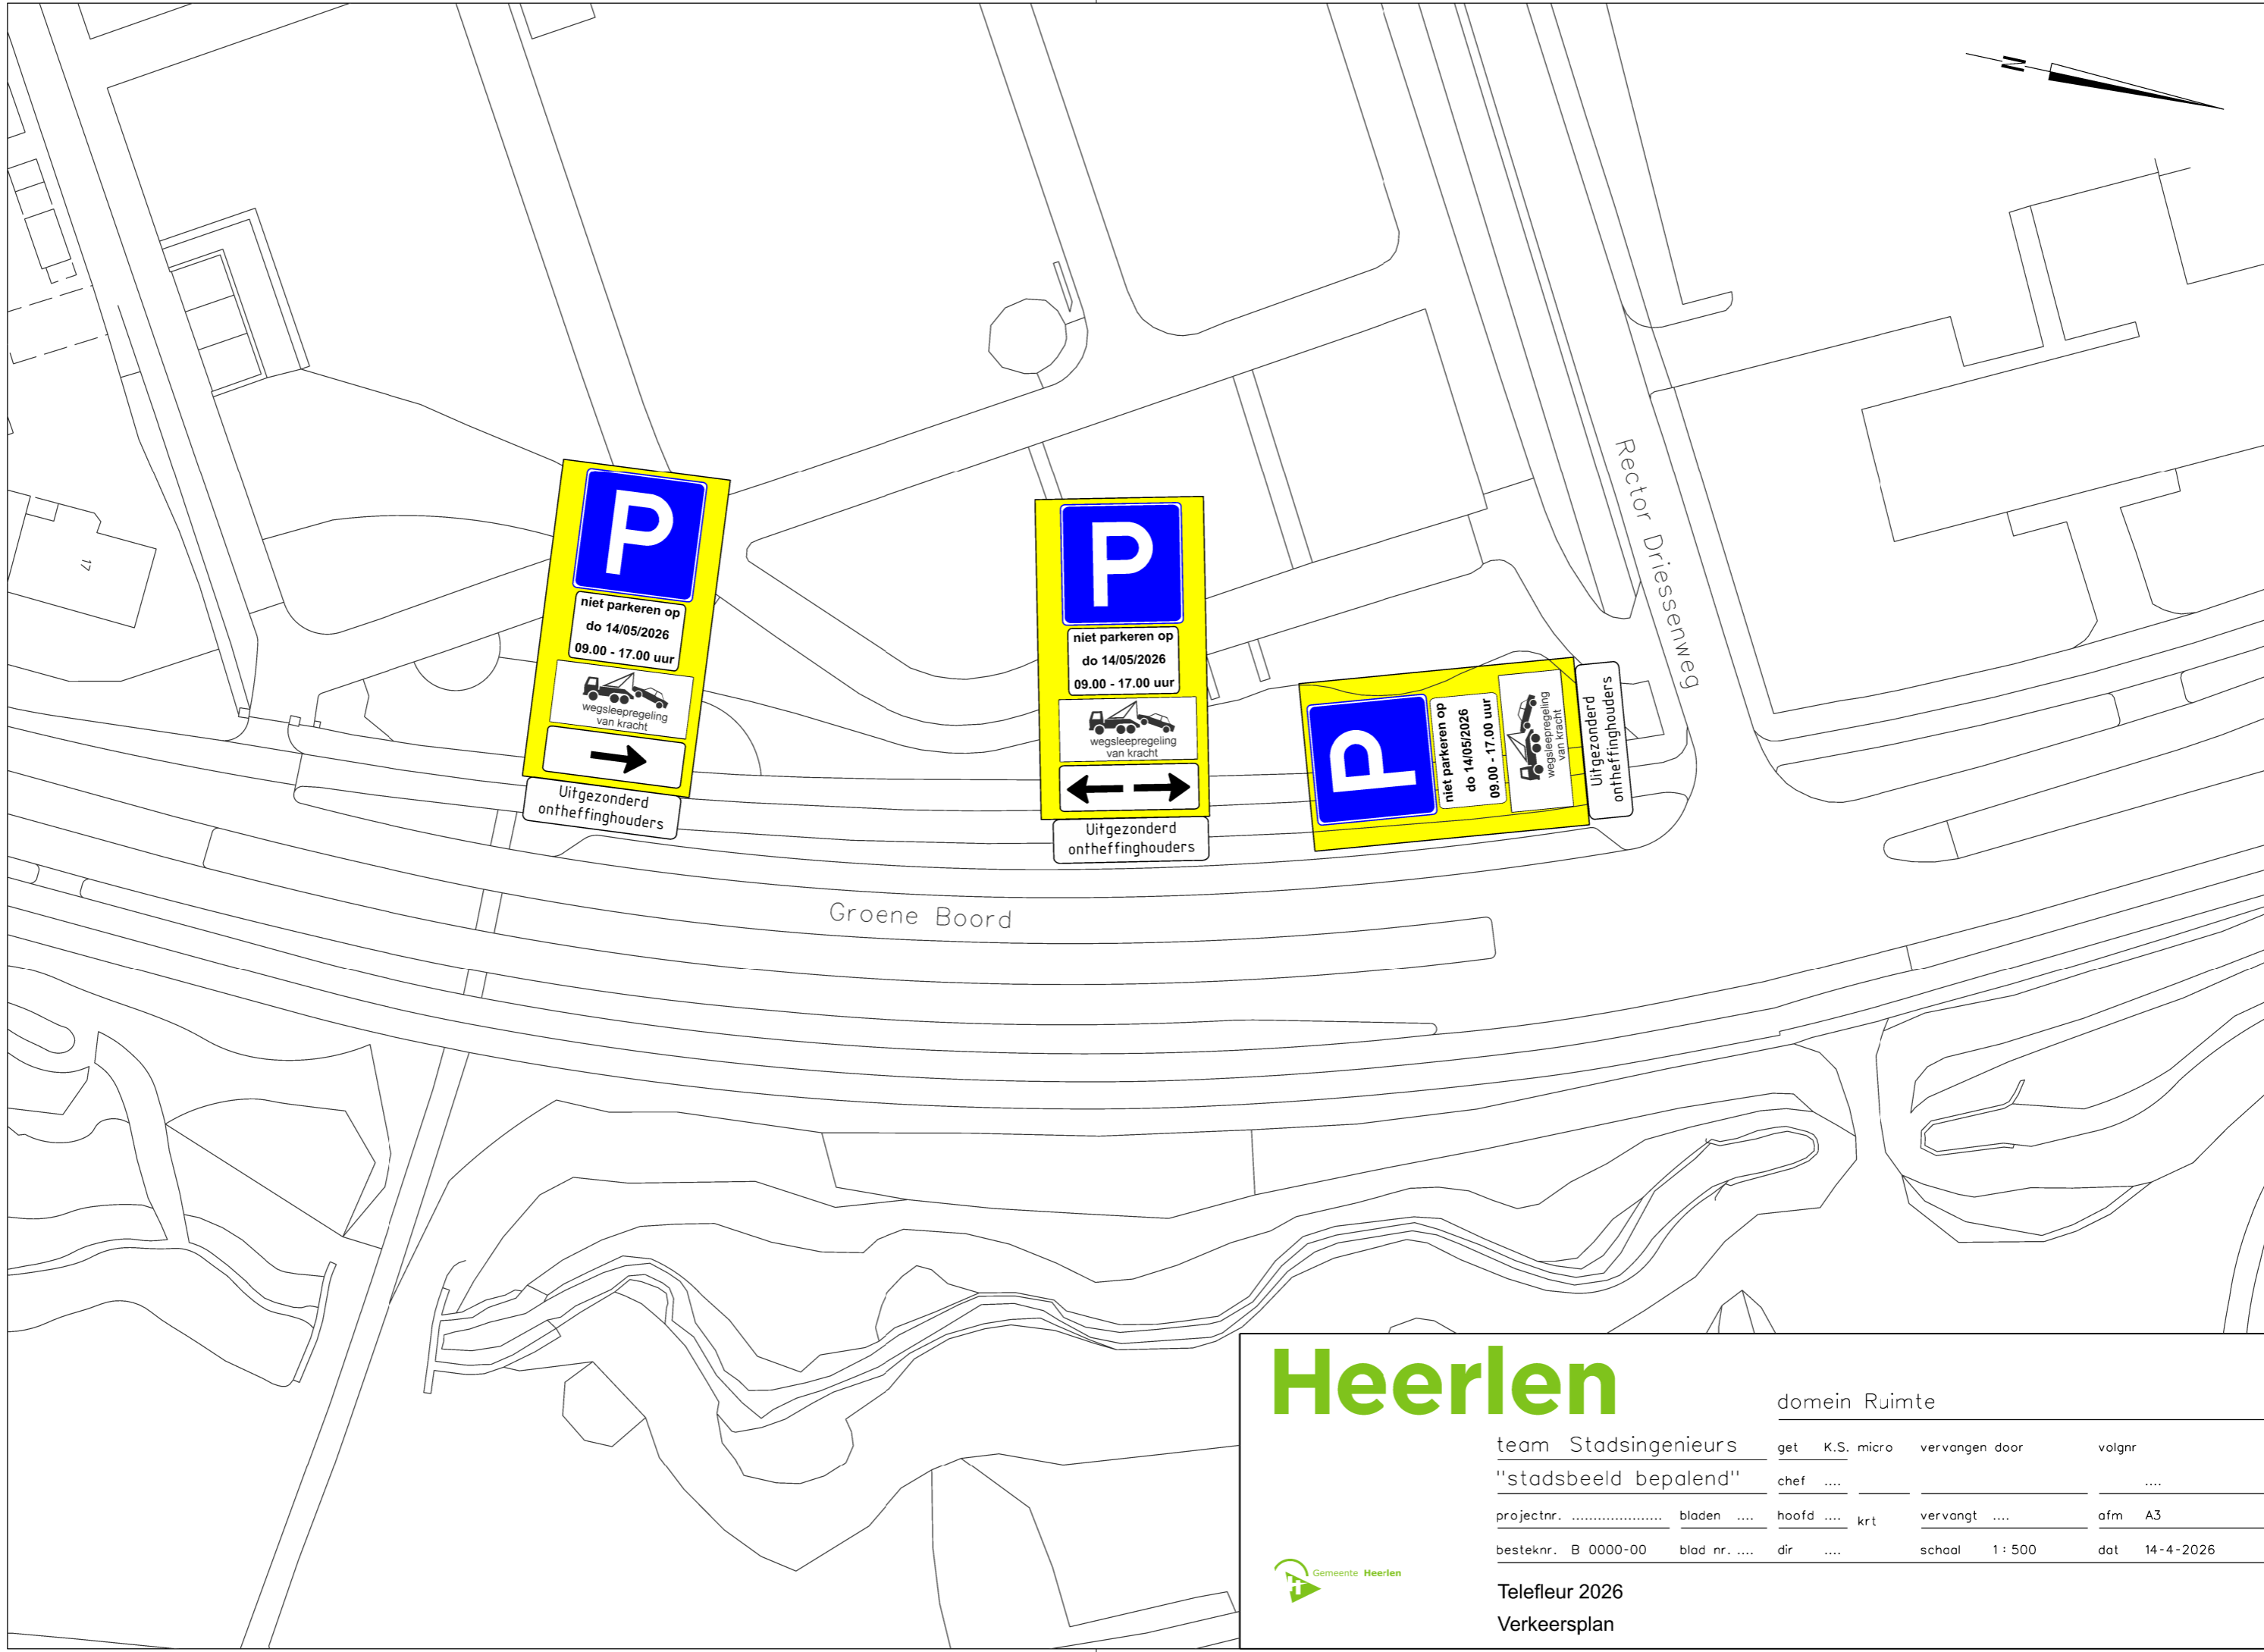 N
17
Rector Driessenweg
P
niet parkeren op
do 14/05/2026
09.00 - 17.00 uur
wegsleepregeling
van kracht
Uitgezonderd
ontheffinghouders
P
niet parkeren op
do 14/05/2026
09.00 - 17.00 uur
wegsleepregeling
van kracht
Uitgezonderd
ontheffinghouders
P
niet parkeren op
do 14/05/2026
09.00 - 17.00 uur
wegsleepregeling
van kracht
Uitgezonderd
ontheffinghouders
Groene Boord
Heerlen
domein Ruimte
team Stadsingenieurs get K.S. micro vervangen door volgnr
"stadsbeeld bepalend" chef .... ....
projectnr. ..................... bladen .... hoofd .... krt vervangt .... afm A3
besteknr. B 0000-00 blad nr. .... dir .... schaal 1:500 dat 14-4-2026
H Gemeente Heerlen
Telefleur 2026
Verkeersplan